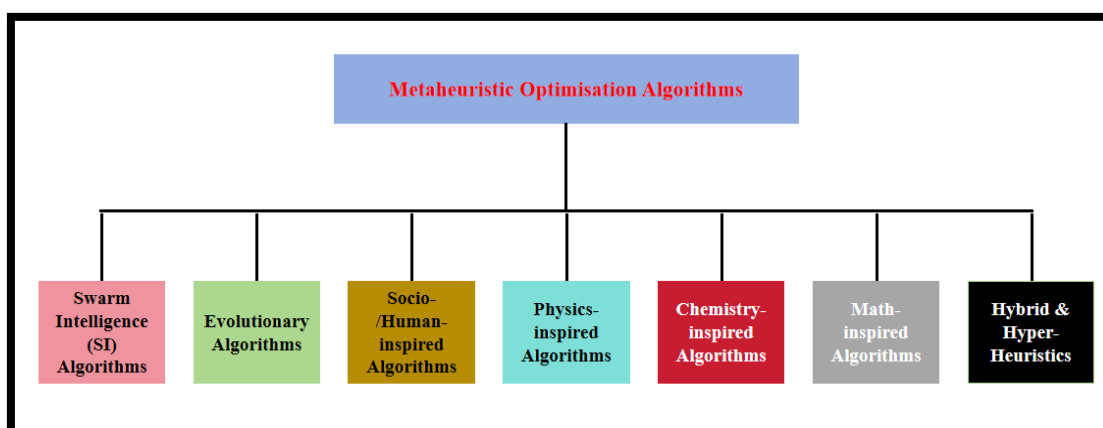 Metaheuristic Optimisation Algorithms
Swarm
Intelligence
(SI)
Algorithms
Evolutionary
Algorithms
Socio-
/Human-
inspired
Algorithms
Physics-
inspired
Algorithms
Chemistry-
inspired
Algorithms
Math-
inspired
Algorithms
Hybrid &
Hyper-
Heuristics